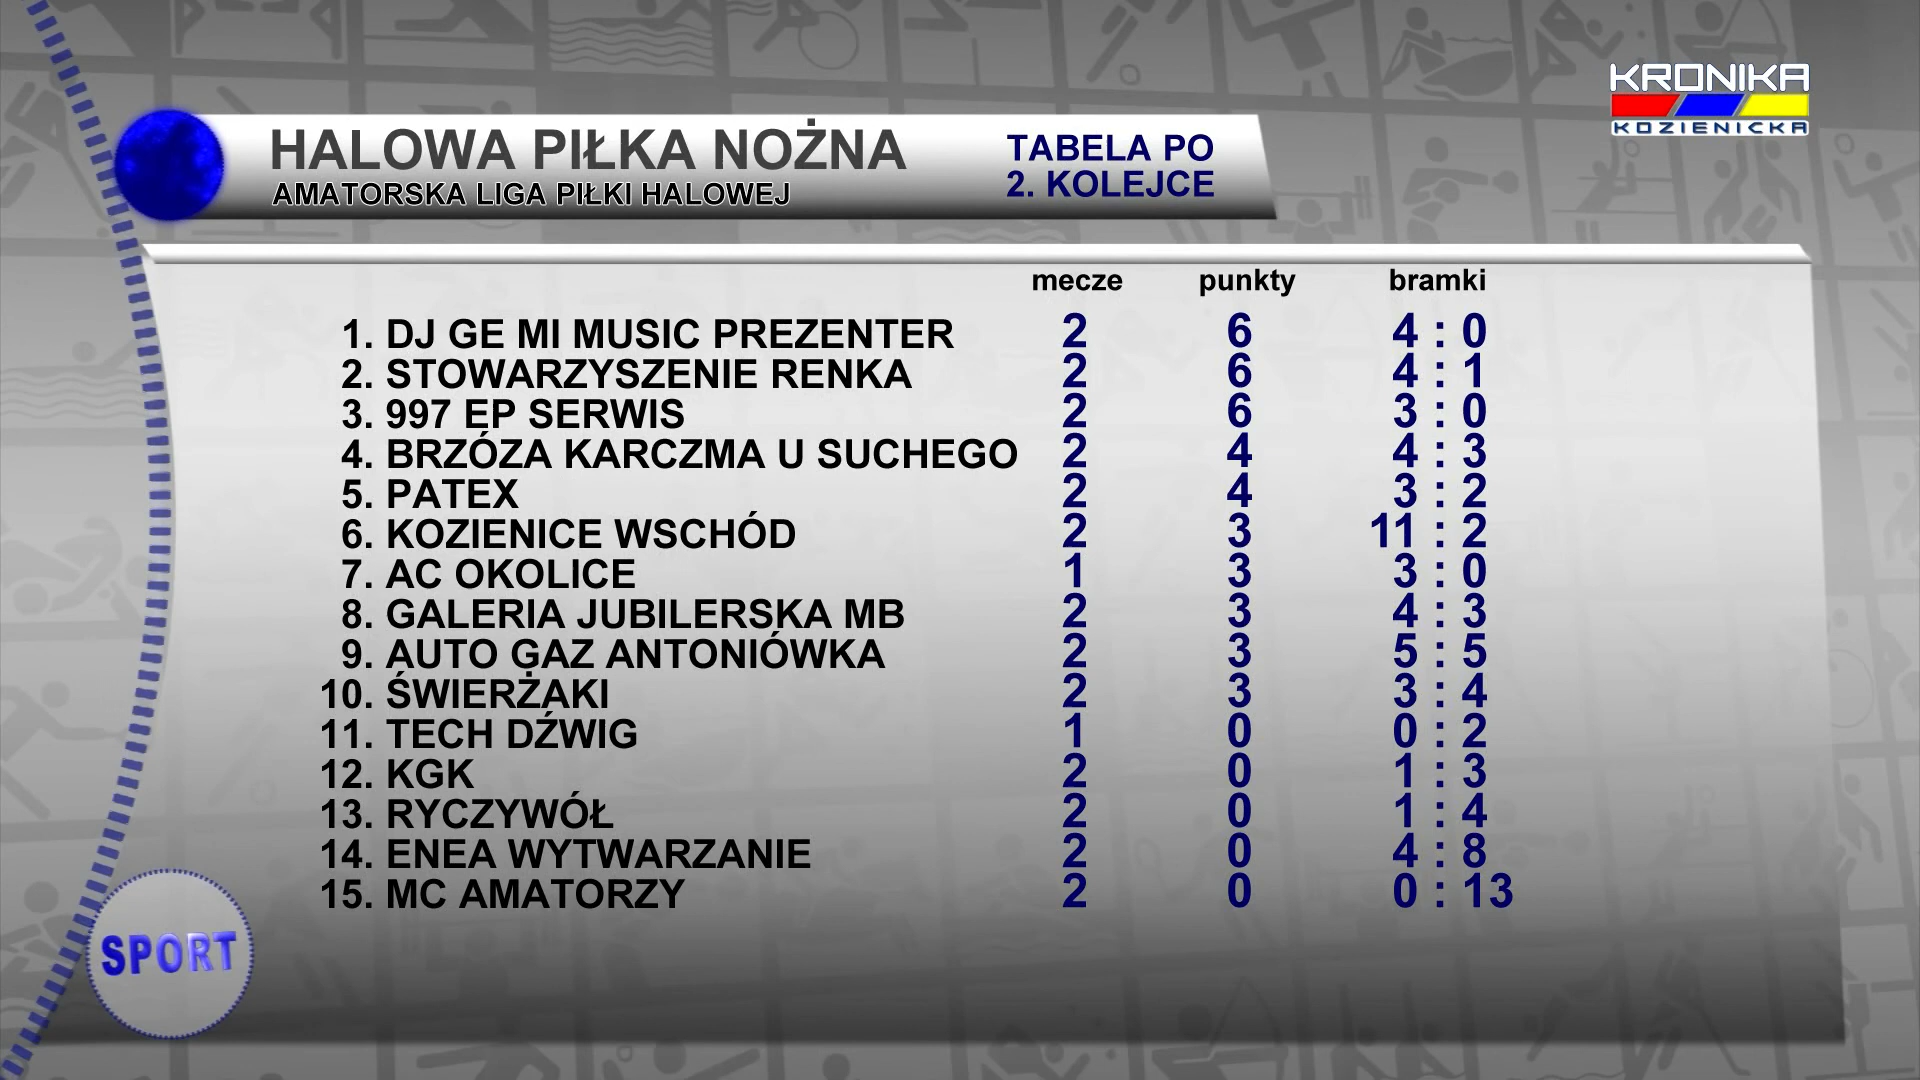 KRONIKA
KOZIENICKA
HALOWA PIŁKA NOŻNA
AMATORSKA LIGA PIŁKI HALOWEJ
TABELA PO
2. KOLEJCE
mecze punkty bramki
1. DJ GE MI MUSIC PREZENTER 2 6 4 : 0
2. STOWARZYSZENIE RENKA 2 6 4 : 1
3. 997 EP SERWIS 2 6 3 : 0
4. BRZÓZA KARCZMA U SUCHEGO 2 4 4 : 3
5. PATEX 2 4 3 : 2
6. KOZIENICE WSCHÓD 2 3 11 : 2
7. AC OKOLICE 1 3 3 : 0
8. GALERIA JUBILERSKA MB 2 3 4 : 3
9. AUTO GAZ ANTONIÓWKA 2 3 5 : 5
10. ŚWIERŻAKI 2 3 3 : 4
11. TECH DŹWIG 1 0 0 : 2
12. KGK 2 0 1 : 3
13. RYCZYWÓŁ 2 0 1 : 4
14. ENEA WYTWARZANIE 2 0 4 : 8
15. MC AMATORZY 2 0 0 : 13
SPORT